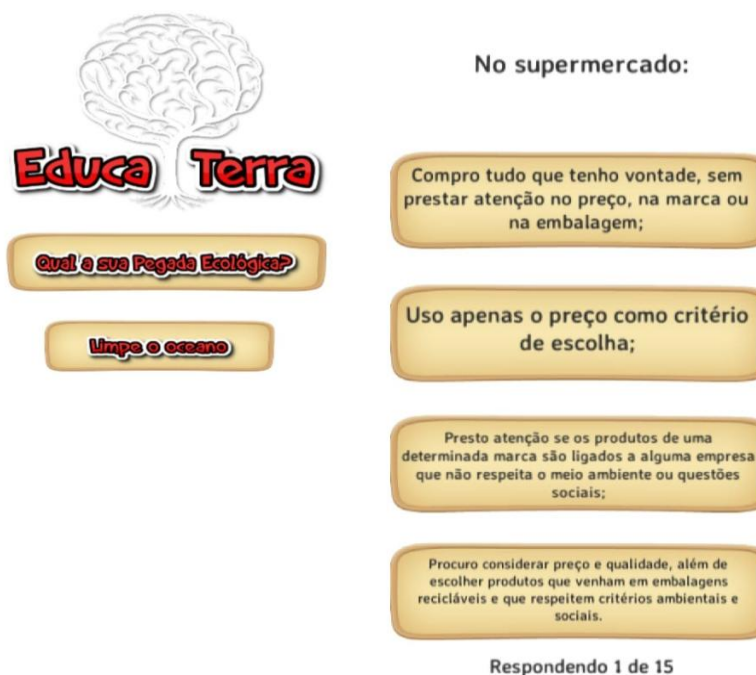 Educa Terra
Qual a sua Pegada Ecológica?
Limpe o oceano
No supermercado:
Compro tudo que tenho vontade, sem
prestar atenção no preço, na marca ou
na embalagem;
Uso apenas o preço como critério
de escolha;
Presto atenção se os produtos de uma
determinada marca são ligados a alguma empresa
que não respeita o meio ambiente ou questões
sociais;
Procuro considerar preço e qualidade, além de
escolher produtos que venham em embalagens
recicláveis e que respeitem critérios ambientais e
sociais.
Respondendo 1 de 15